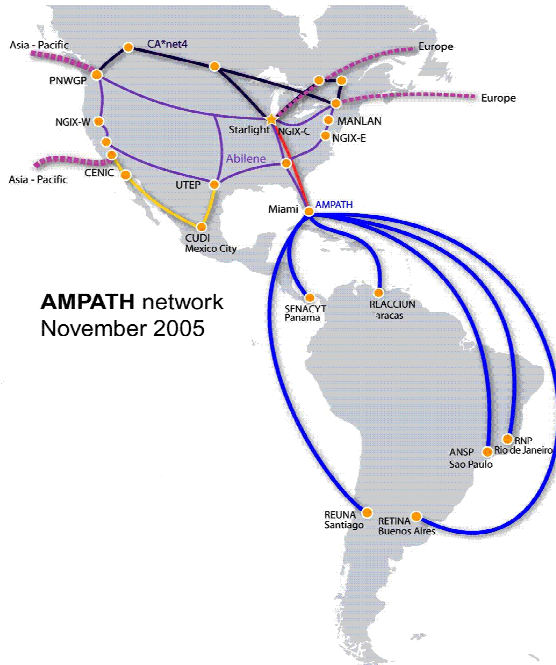 Asia - Pacific
CA*net4
Europe
PNWGP
Europe
NGIX-W
Starlight
NGIX-C
MANLAN
NGIX-E
Abilene
CENIC
Asia - Pacific
UTEP
Miami
AMPATH
CUDI
Mexico City
AMPATH network
November 2005
SENACYT
Panama
REACCIUN
aracas
ANSP
Sao Paulo
RNP
Rio de Janeiro
REUNA
Santiago
RETINA
Buenos Aires